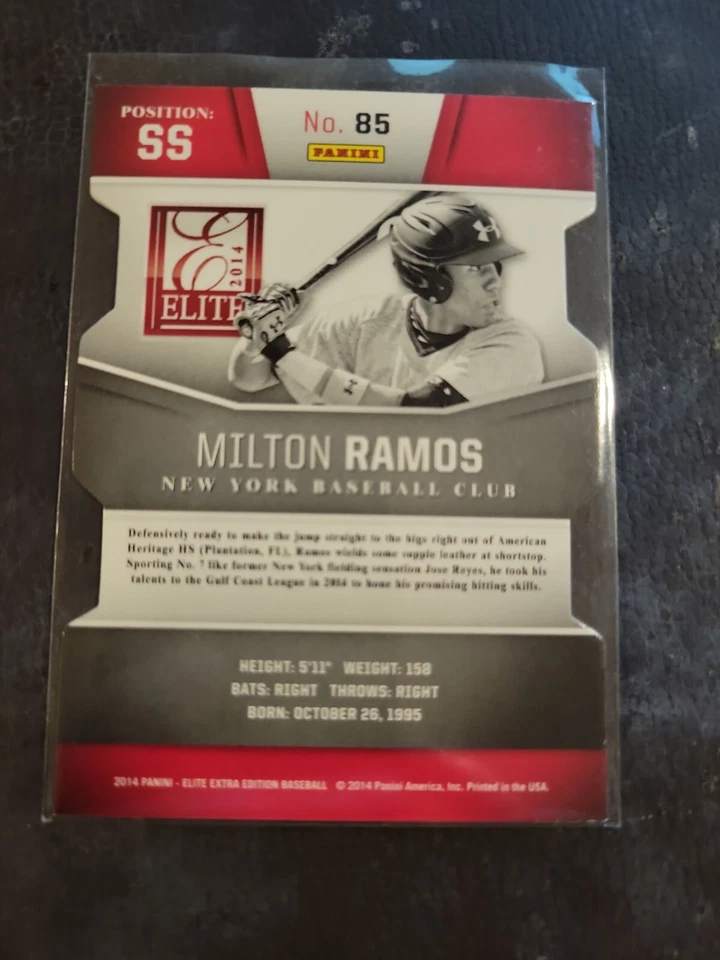 POSITION:
SS
No. 85
PANINI
E
2014
ELITE
MILTON RAMOS
NEW YORK BASEBALL CLUB
Defensively ready to make the jump straight to the bigs right out of American
Heritage HS (Plantation, FL), Ramos wields some supple leather at shortstop.
Sporting No. 7 like former New York fielding sensation Jose Reyes, he took his
talents to the Gulf Coast League in 2014 to hone his promising hitting skills.
HEIGHT: 5'11" WEIGHT: 158
BATS: RIGHT THROWS: RIGHT
BORN: OCTOBER 26, 1995
2014 PANINI - ELITE EXTRA EDITION BASEBALL © 2014 Panini America, Inc. Printed in the USA.